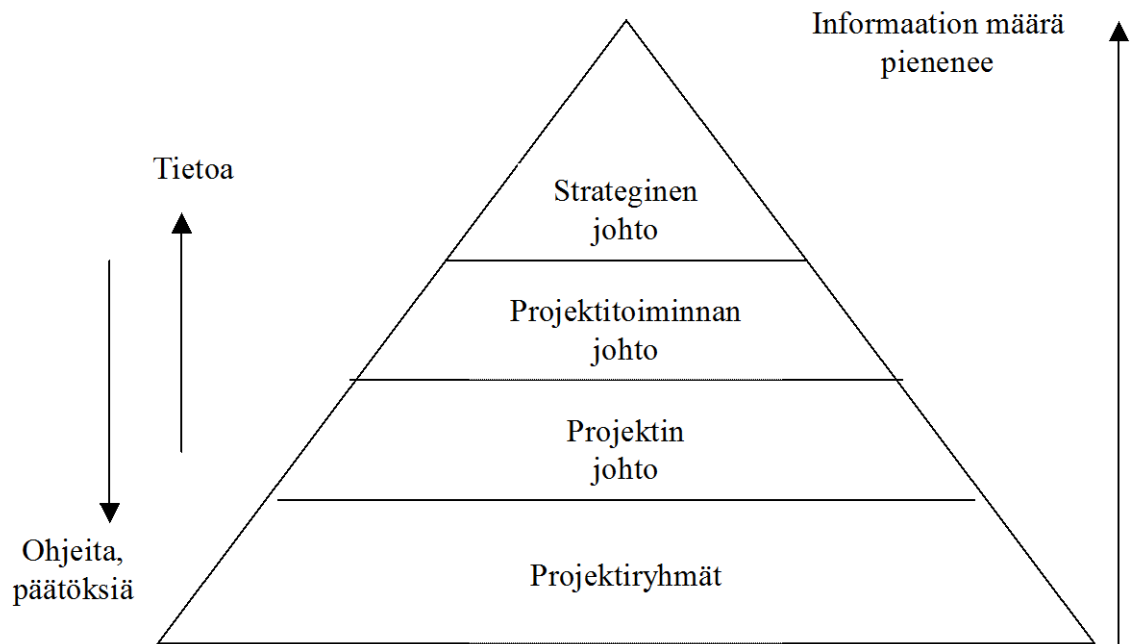 Informaation määrä
pienenee
Tietoa
Strateginen
johto
Projektitoiminnan
johto
Projektin
johto
Ohjeita,
päätöksiä
Projektiryhmät